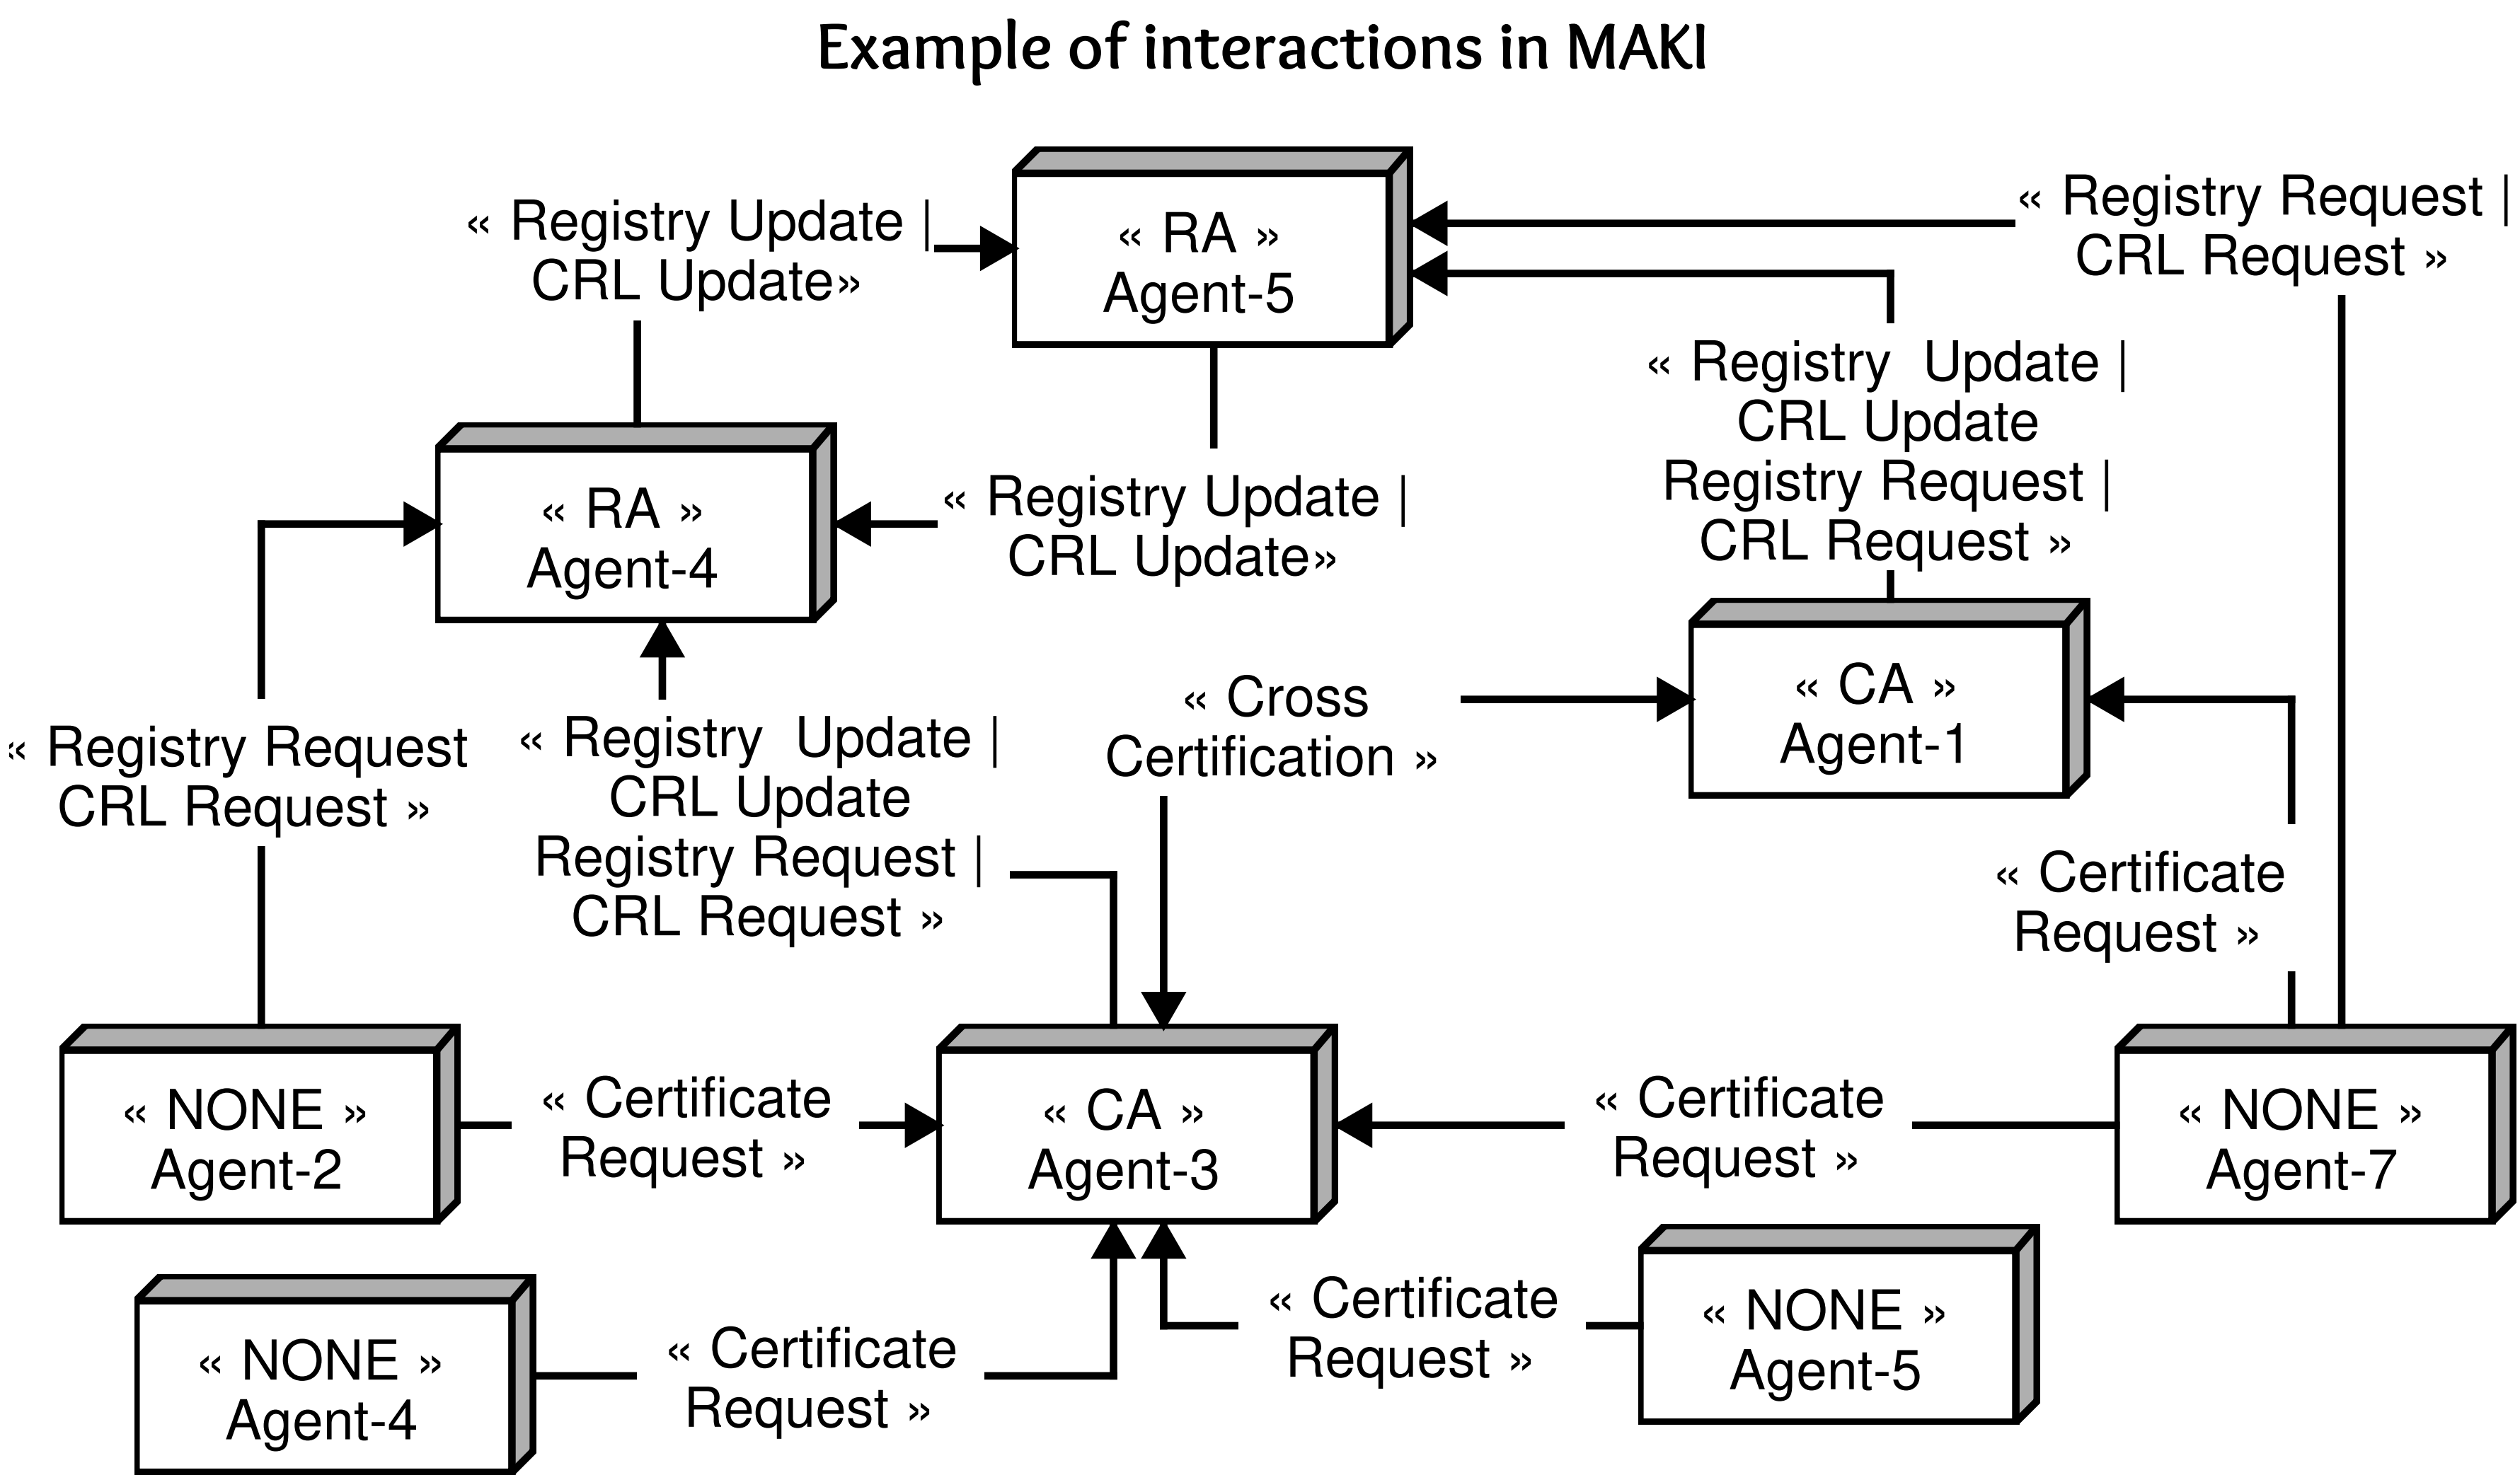 Example of interactions in MAKI
« Registry Update |
CRL Update»
« RA »
Agent-5
« Registry Request |
CRL Request »
« Registry  Update |
CRL Update
Registry Request |
CRL Request »
« RA »
Agent-4
« Registry Update |
CRL Update»
« Cross
Certification »
« CA »
Agent-1
« Registry Request
CRL Request »
« Registry  Update |
CRL Update
Registry Request |
CRL Request »
« Certificate
Request »
« NONE »
Agent-2
« Certificate
Request »
« CA »
Agent-3
« Certificate
Request »
« NONE »
Agent-7
« NONE »
Agent-4
« Certificate
Request »
« Certificate
Request »
« NONE »
Agent-5